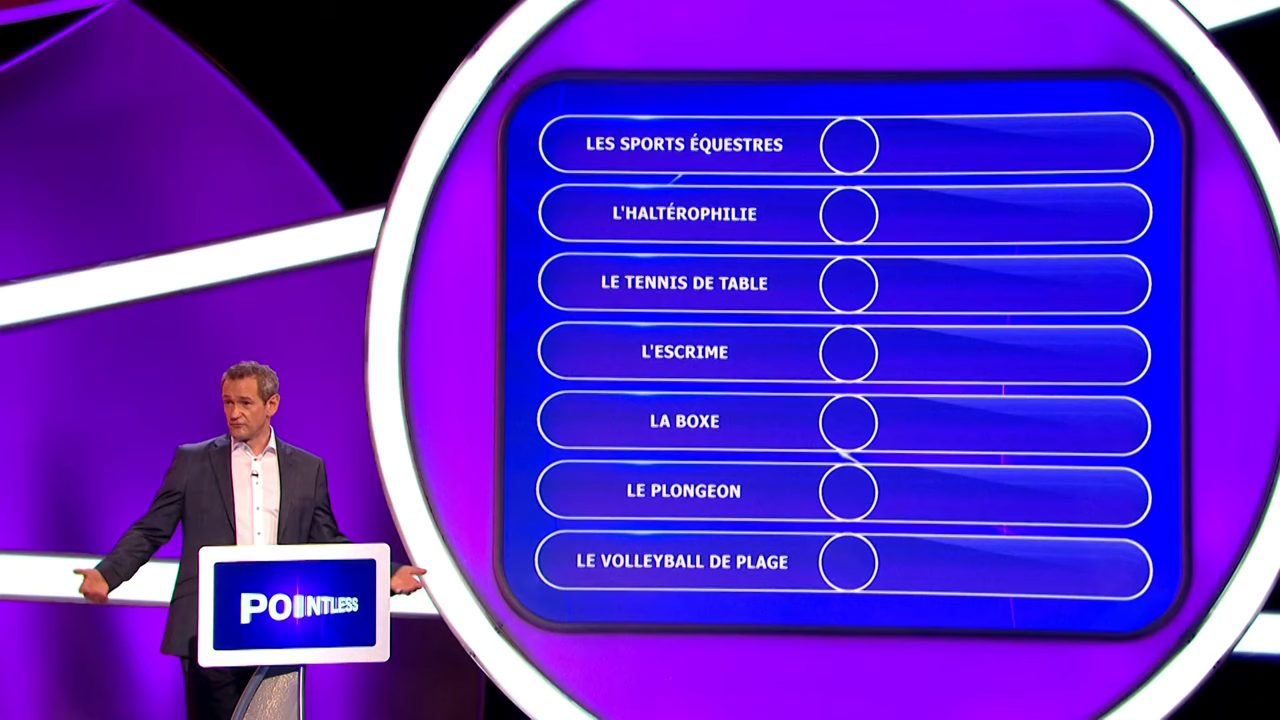 LES SPORTS ÉQUESTRES
L'HALTÉROPHILIE
LE TENNIS DE TABLE
L'ESCRIME
LA BOXE
LE PLONGEON
LE VOLLEYBALL DE PLAGE
POINTLESS